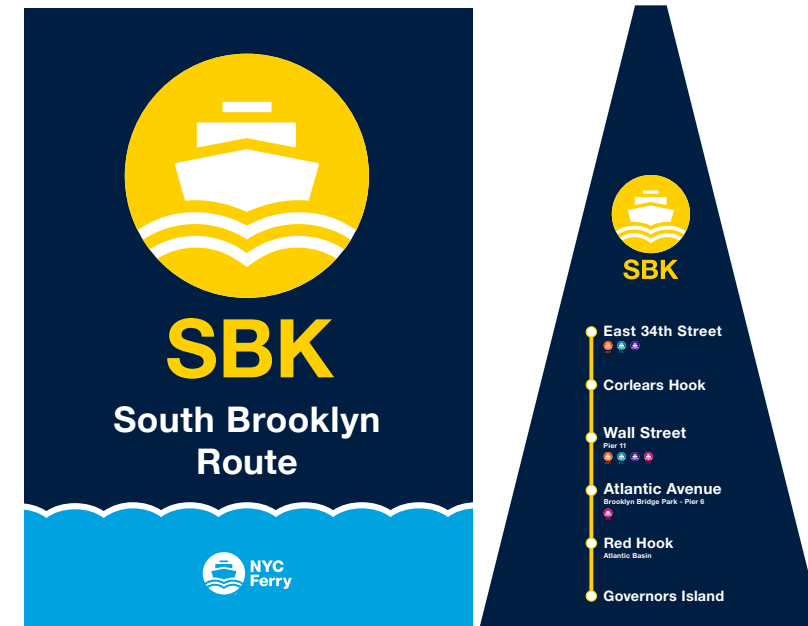 SBK
South Brooklyn
Route
NYC
Ferry
SBK
East 34th Street
Corlears Hook
Wall Street
Pier 11
Atlantic Avenue
Brooklyn Bridge Park - Pier 6
Red Hook
Atlantic Basin
Governors Island